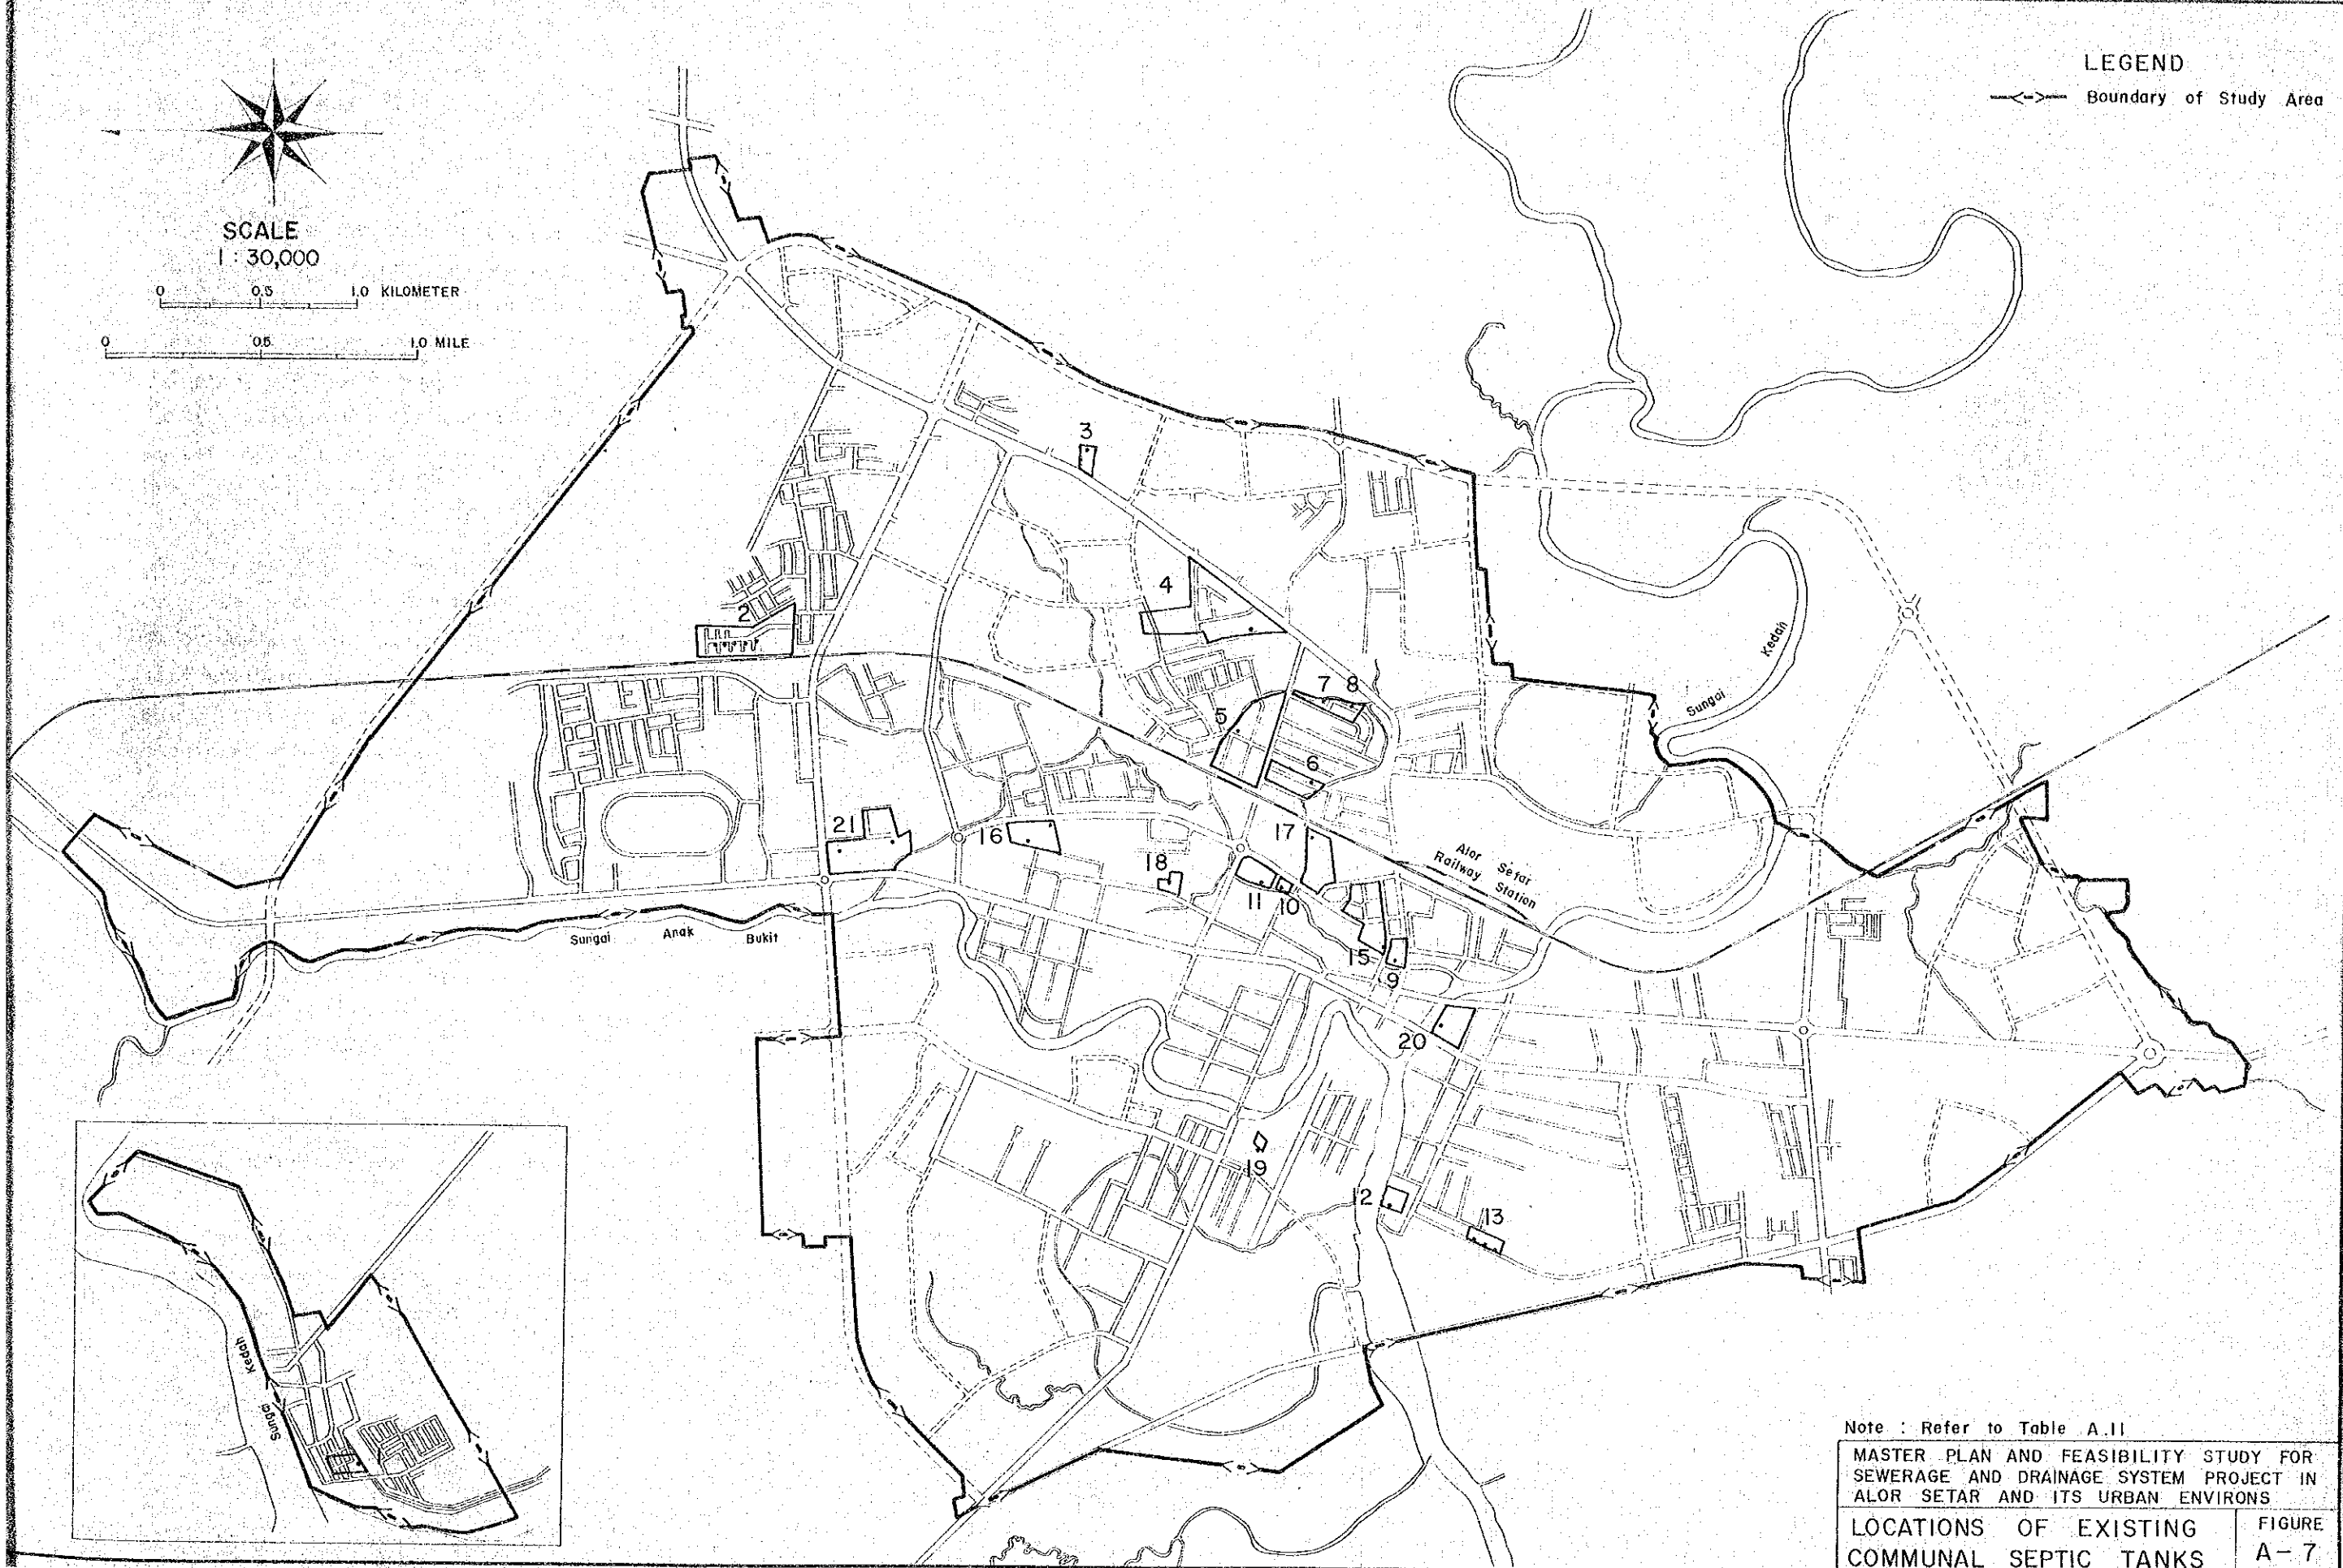 LEGEND
Boundary of Study Area
SCALE
1 : 30,000
0 0.5 1.0 KILOMETER
0 0.5 1.0 MILE
3
4
2
7 8
5
6
Kedah
Sungai
21
16
17
18
11 10
Alor Setar
Railway Station
15
9
Sungai Anak Bukit
20
19
12
13
Kedah
Sungai
Note : Refer to Table A.11
MASTER PLAN AND FEASIBILITY STUDY FOR
SEWERAGE AND DRAINAGE SYSTEM PROJECT IN
ALOR SETAR AND ITS URBAN ENVIRONS
LOCATIONS OF EXISTING
COMMUNAL SEPTIC TANKS
FIGURE
A-7